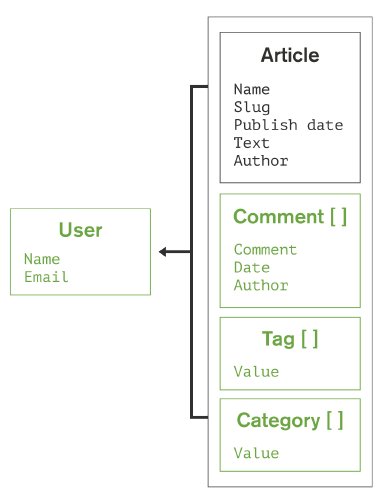 Article
Name
Slug
Publish date
Text
Author
User
Name
Email
Comment [ ]
Comment
Date
Author
Tag [ ]
Value
Category [ ]
Value